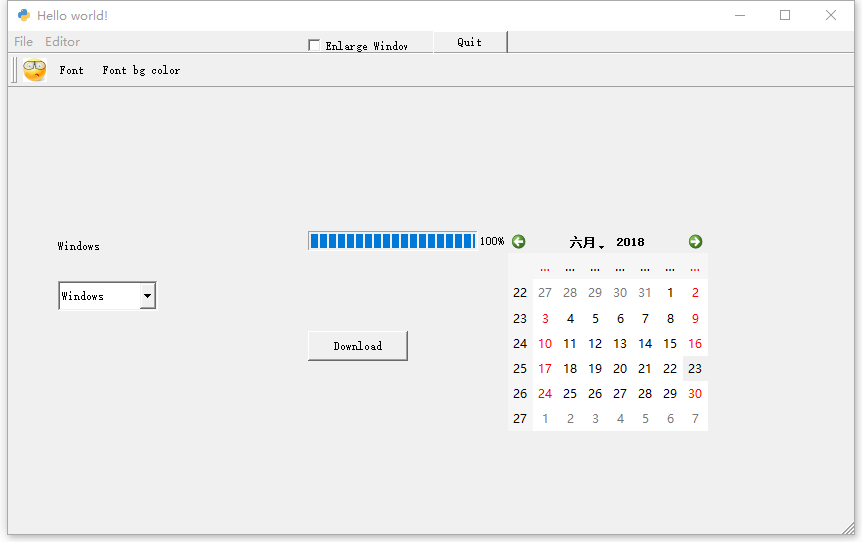 Hello world!
File Editor
Enlarge Window Quit
Font Font bg color
Windows
100%
六月 2018
... ... ... ... ... ... ...
22 27 28 29 30 31 1 2
Windows
23 3 4 5 6 7 8 9
24 10 11 12 13 14 15 16
Download
25 17 18 19 20 21 22 23
26 24 25 26 27 28 29 30
27 1 2 3 4 5 6 7